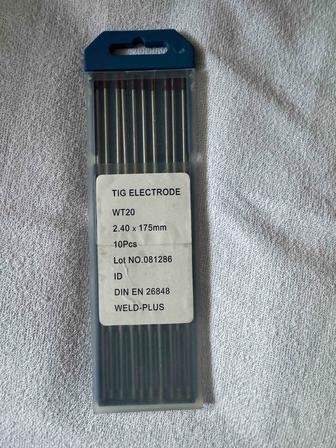 TIG ELECTRODE
WT20
2.40 x 175mm
10Pcs
Lot NO.081286
ID
DIN EN 26848
WELD-PLUS